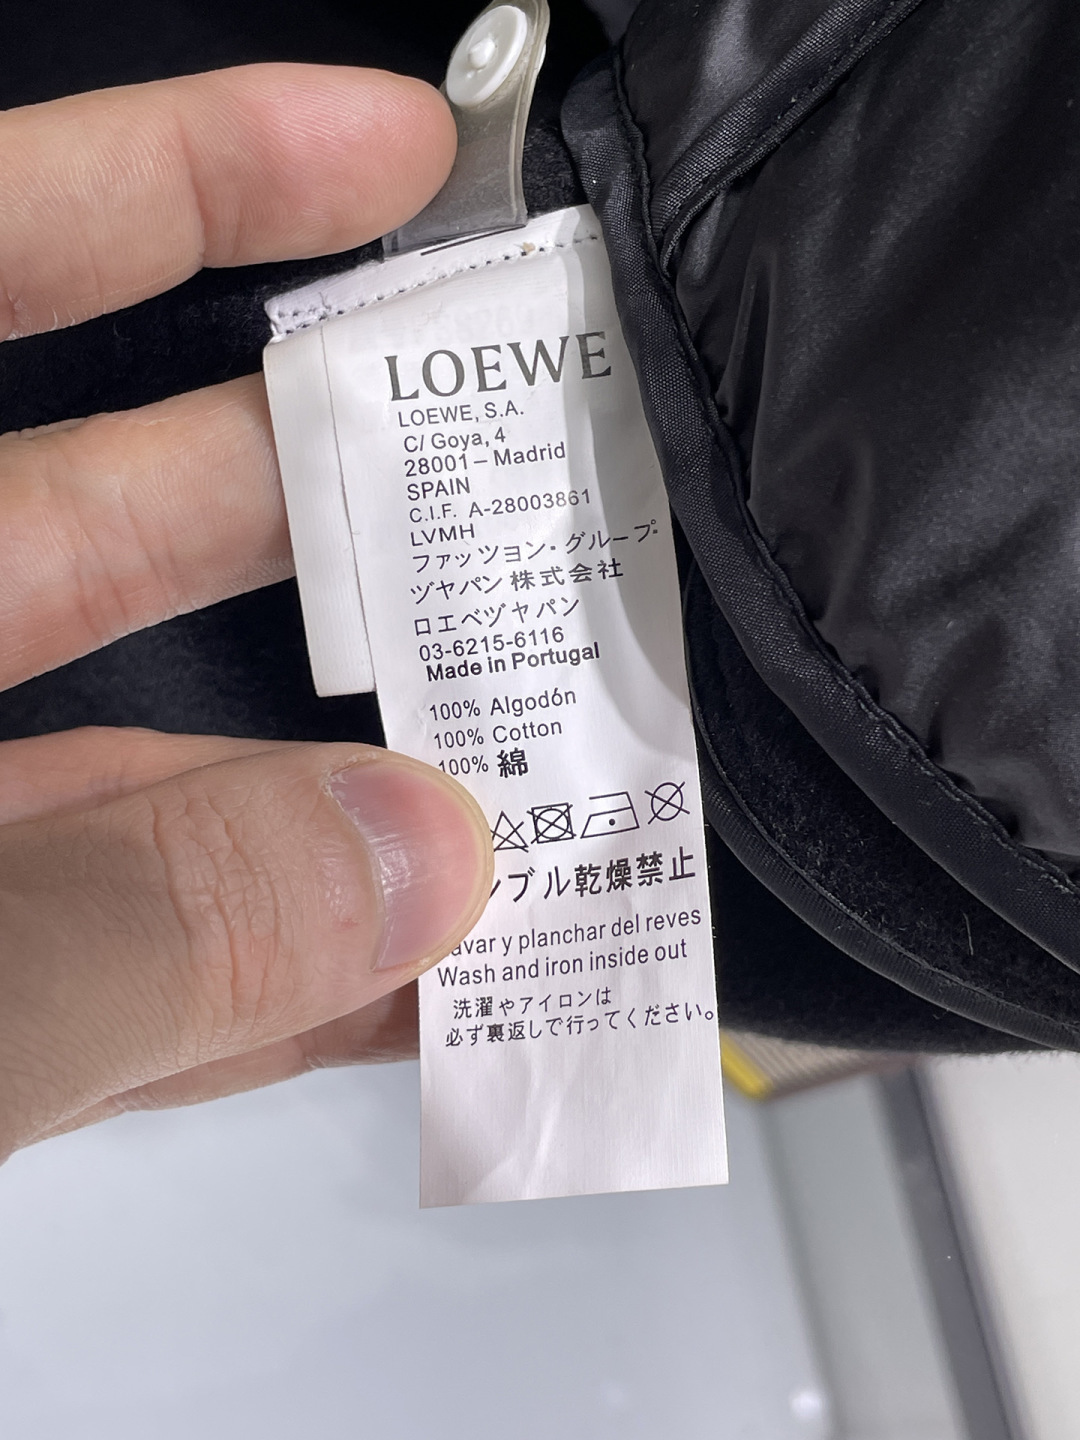 LOEWE
LOEWE, S.A.
C/ Goya, 4
28001 – Madrid
SPAIN
C.I.F. A-28003861
LVMH
ファッツョン・グループ
ヅヤパン 株式会社
ロエベヅヤパン
03-6215-6116
Made in Portugal
100% Algodón
100% Cotton
100% 綿
ンブル乾燥禁止
avar y planchar del reves
Wash and iron inside out
洗濯やアイロンは
必ず裏返しで行ってください。